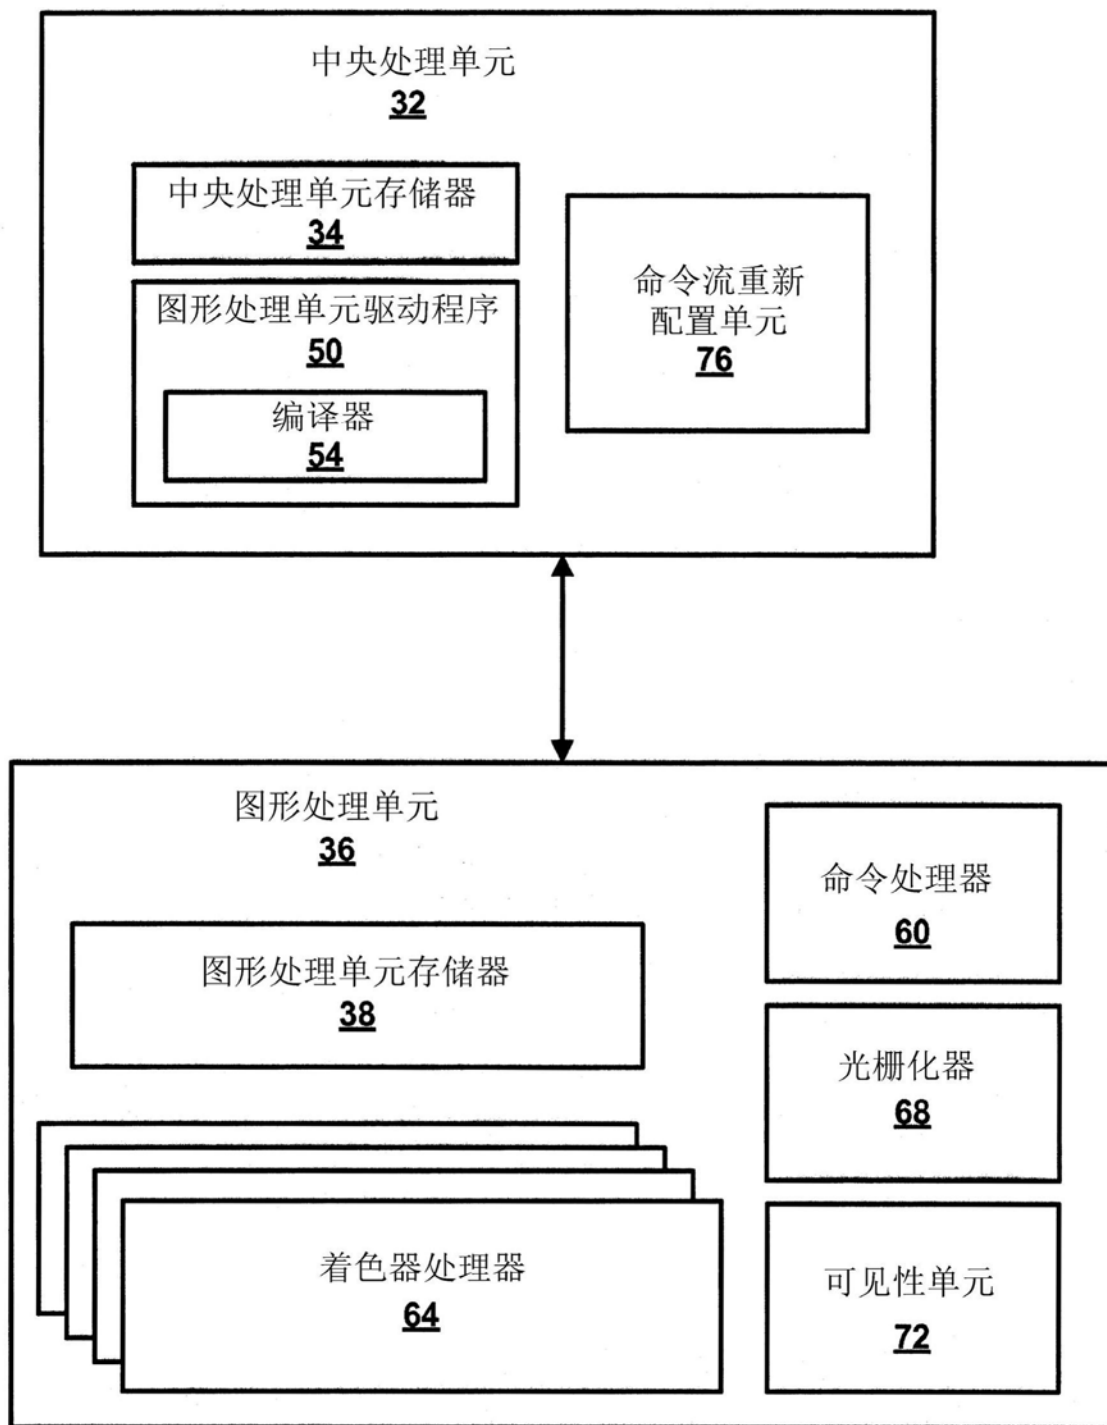 中央处理单元
32
中央处理单元存储器
34
图形处理单元驱动程序
50
编译器
54
命令流重新
配置单元
76
图形处理单元
36
图形处理单元存储器
38
着色器处理器
64
命令处理器
60
光栅化器
68
可见性单元
72